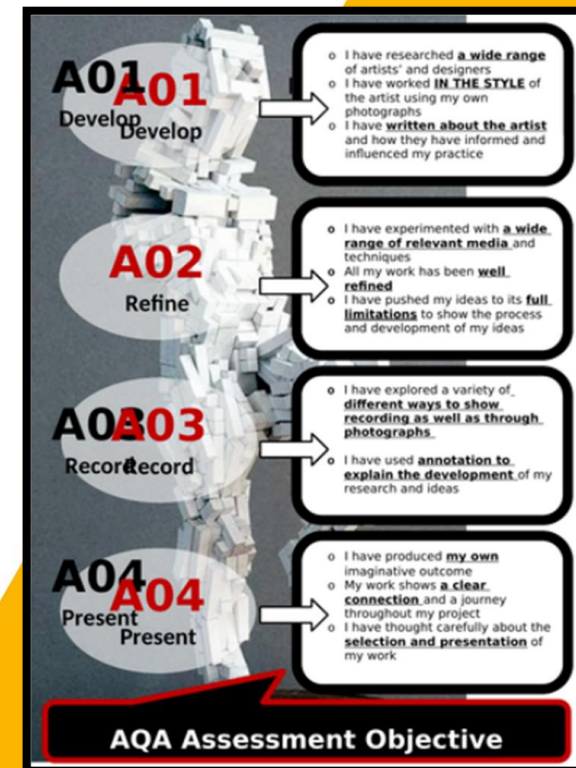 A01
A01
Develop
Develop
o I have researched a wide range
of artists' and designers
o I have worked IN THE STYLE of
the artist using my own
photographs
o I have written about the artist
and how they have informed and
influenced my practice
A02
Refine
o I have experimented with a wide
range of relevant media and
techniques
o All my work has been well
refined
o I have pushed my ideas to its full
limitations to show the process
and development of my ideas
A03
A03
Record
Record
o I have explored a variety of
different ways to show
recording as well as through
photographs
o I have used annotation to
explain the development of my
research and ideas
A04
A04
Present
Present
o I have produced my own
imaginative outcome
o My work shows a clear
connection and a journey
throughout my project
o I have thought carefully about the
selection and presentation of
my work
AQA Assessment Objective